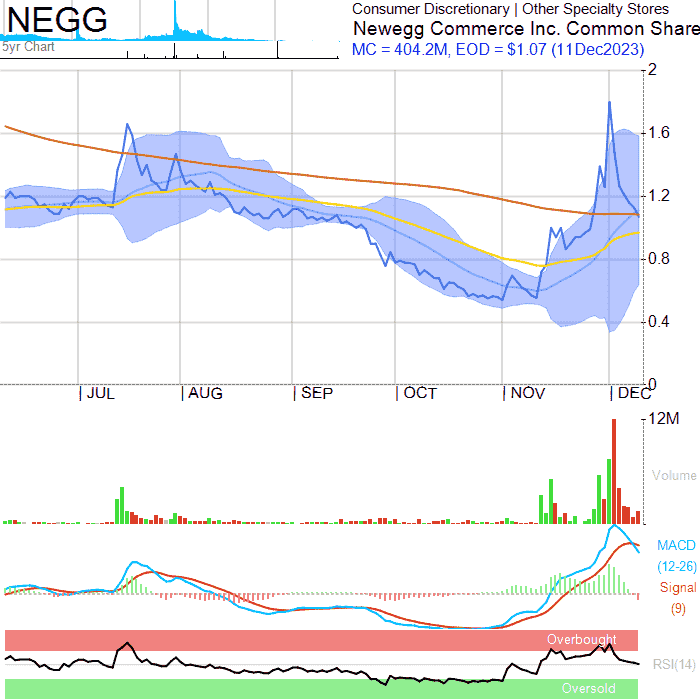 NEGG
5yr Chart
Consumer Discretionary | Other Specialty Stores
Newegg Commerce Inc. Common Share
MC = 404.2M, EOD = $1.07 (11Dec2023)
2
1.6
1.2
0.8
0.4
0
JUL AUG SEP OCT NOV DEC
12M
Volume
MACD
(12-26)
Signal
(9)
Overbought
RSI(14)
Oversold